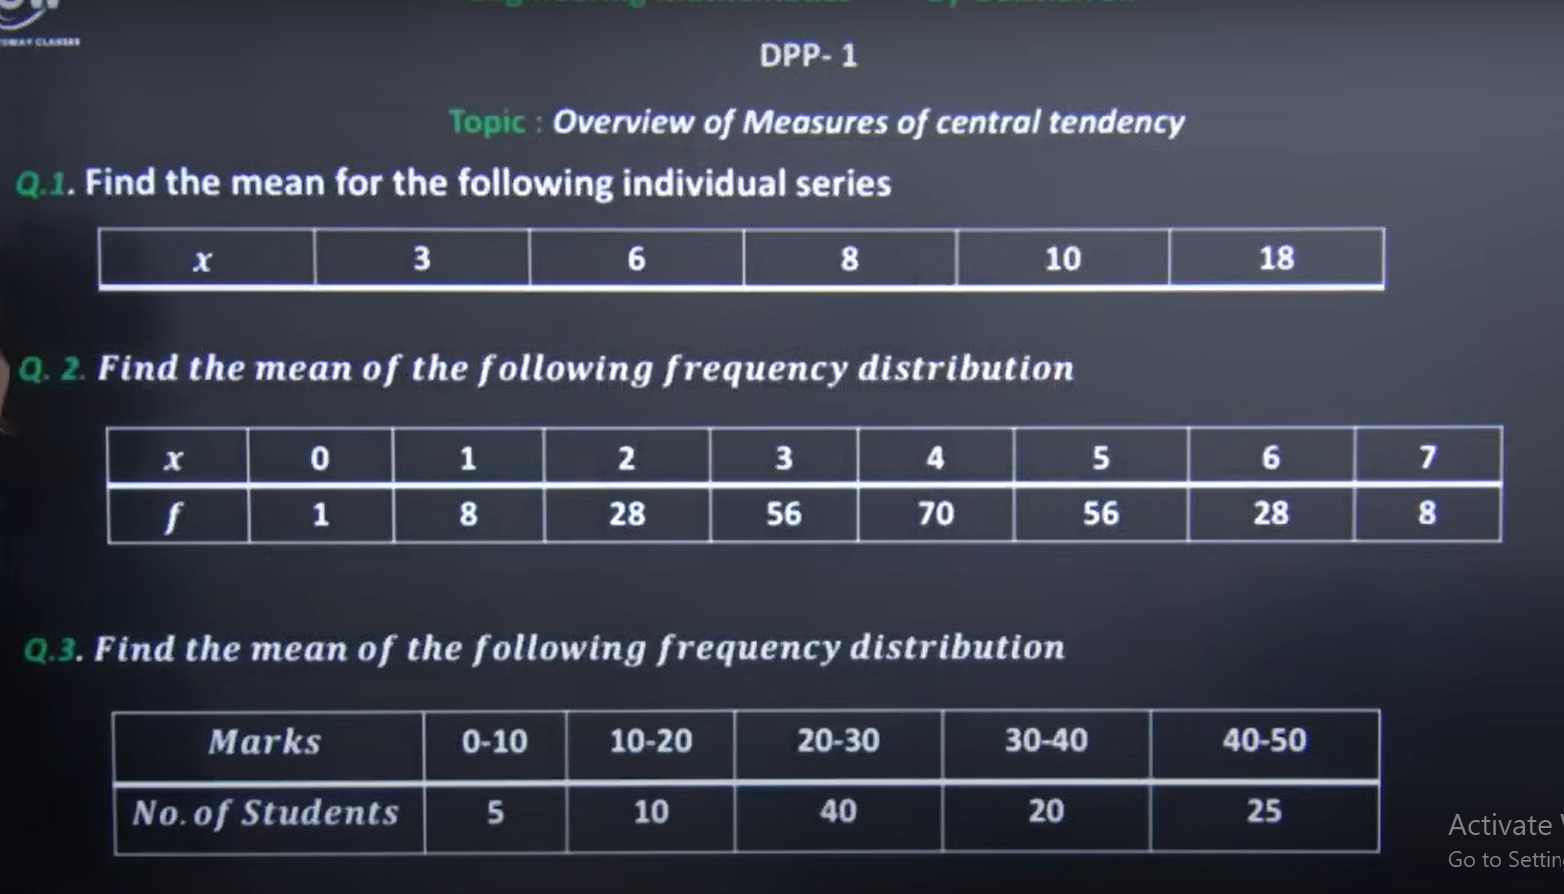 DPP- 1
Topic : Overview of Measures of central tendency
Q.1. Find the mean for the following individual series
x 3 6 8 10 18
Q. 2. Find the mean of the following frequency distribution
x 0 1 2 3 4 5 6 7
f 1 8 28 56 70 56 28 8
Q.3. Find the mean of the following frequency distribution
Marks 0-10 10-20 20-30 30-40 40-50
No. of Students 5 10 40 20 25
Activate
Go to Settin